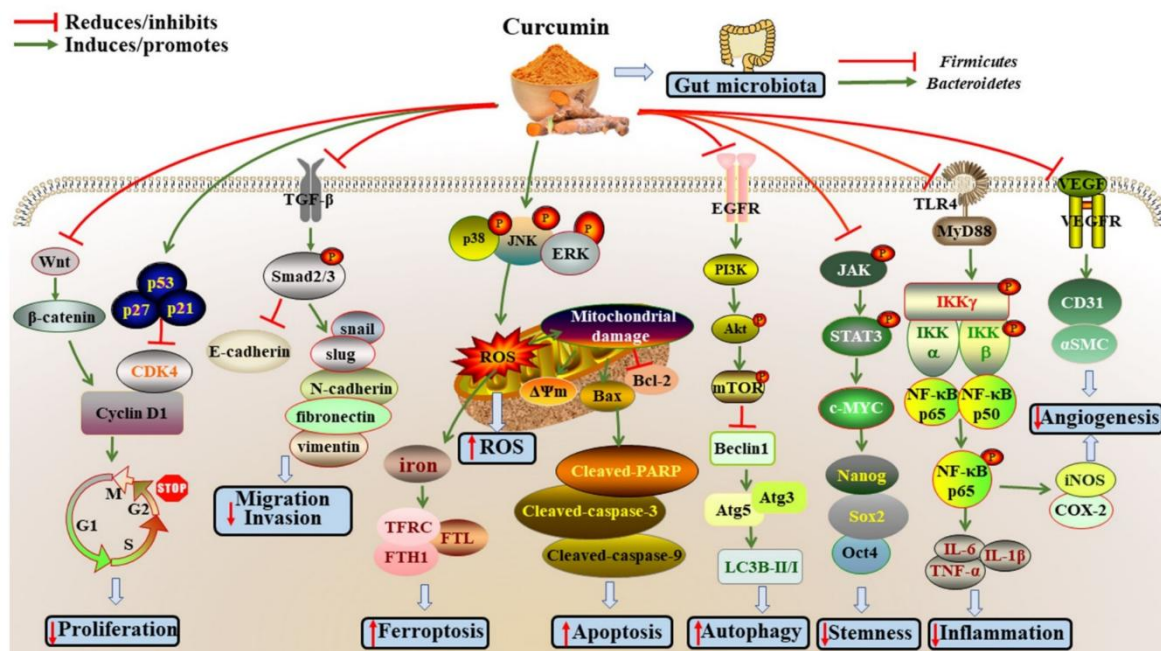 Reduces/inhibits
Induces/promotes
Curcumin
Gut microbiota
Firmicutes
Bacteroidetes
Wnt
β-catenin
p53
p27
p21
CDK4
Cyclin D1
M
G2
G1
S
STOP
Proliferation
TGF-β
P
Smad2/3
E-cadherin
snail
slug
N-cadherin
fibronectin
vimentin
Migration
Invasion
p38
P
JNK
P
ERK
P
ROS
Mitochondrial
damage
ΔΨm
Bax
Bcl-2
ROS
iron
TFRC
FTL
FTH1
Ferroptosis
Cleaved-PARP
Cleaved-caspase-3
Cleaved-caspase-9
Apoptosis
EGFR
PI3K
Akt
P
mTOR
P
Beclin1
Atg5
Atg3
LC3B-II/I
Autophagy
JAK
P
STAT3
P
c-MYC
Nanog
Sox2
Oct4
Stemness
TLR4
MyD88
IKKγ
P
IKK
α
IKK
β
P
NF-κB
p65
NF-κB
p50
NF-κB
p65
P
IL-6
IL-1β
TNF-α
Inflammation
VEGF
VEGFR
CD31
αSMC
Angiogenesis
iNOS
COX-2